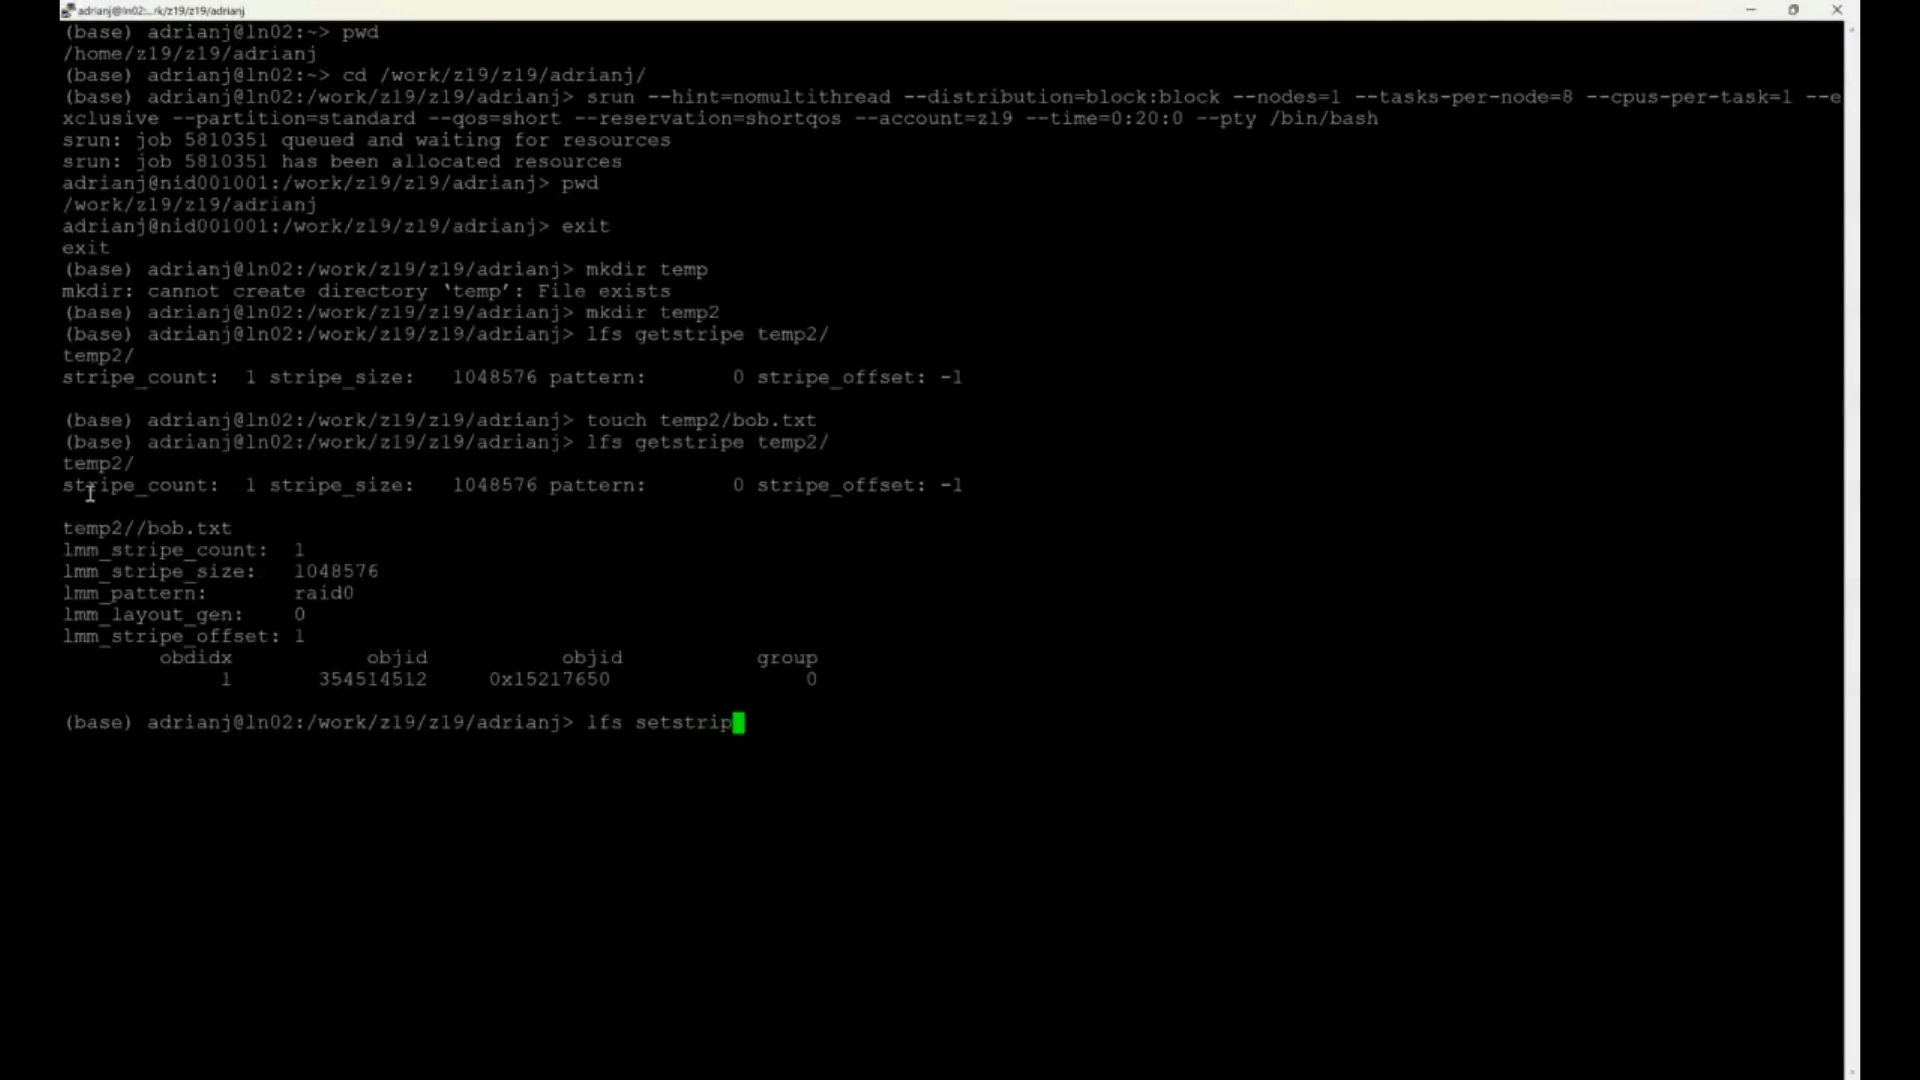 adrianj@ln02:...rk/z19/z19/adrianj
(base) adrianj@ln02:~> pwd
/home/z19/z19/adrianj
(base) adrianj@ln02:~> cd /work/z19/z19/adrianj/
(base) adrianj@ln02:/work/z19/z19/adrianj> srun --hint=nomultithread --distribution=block:block --nodes=1 --tasks-per-node=8 --cpus-per-task=1 --e
xclusive --partition=standard --qos=short --reservation=shortqos --account=z19 --time=0:20:0 --pty /bin/bash
srun: job 5810351 queued and waiting for resources
srun: job 5810351 has been allocated resources
adrianj@nid001001:/work/z19/z19/adrianj> pwd
/work/z19/z19/adrianj
adrianj@nid001001:/work/z19/z19/adrianj> exit
exit
(base) adrianj@ln02:/work/z19/z19/adrianj> mkdir temp
mkdir: cannot create directory ‘temp’: File exists
(base) adrianj@ln02:/work/z19/z19/adrianj> mkdir temp2
(base) adrianj@ln02:/work/z19/z19/adrianj> lfs getstripe temp2/
temp2/
stripe_count:  1 stripe_size:   1048576 pattern:       0 stripe_offset: -1
(base) adrianj@ln02:/work/z19/z19/adrianj> touch temp2/bob.txt
(base) adrianj@ln02:/work/z19/z19/adrianj> lfs getstripe temp2/
temp2/
stripe_count:  1 stripe_size:   1048576 pattern:       0 stripe_offset: -1
temp2//bob.txt
lmm_stripe_count:  1
lmm_stripe_size:   1048576
lmm_pattern:       raid0
lmm_layout_gen:    0
lmm_stripe_offset: 1
obdidx           objid           objid           group
1       354514512     0x15217650                0
(base) adrianj@ln02:/work/z19/z19/adrianj> lfs setstrip